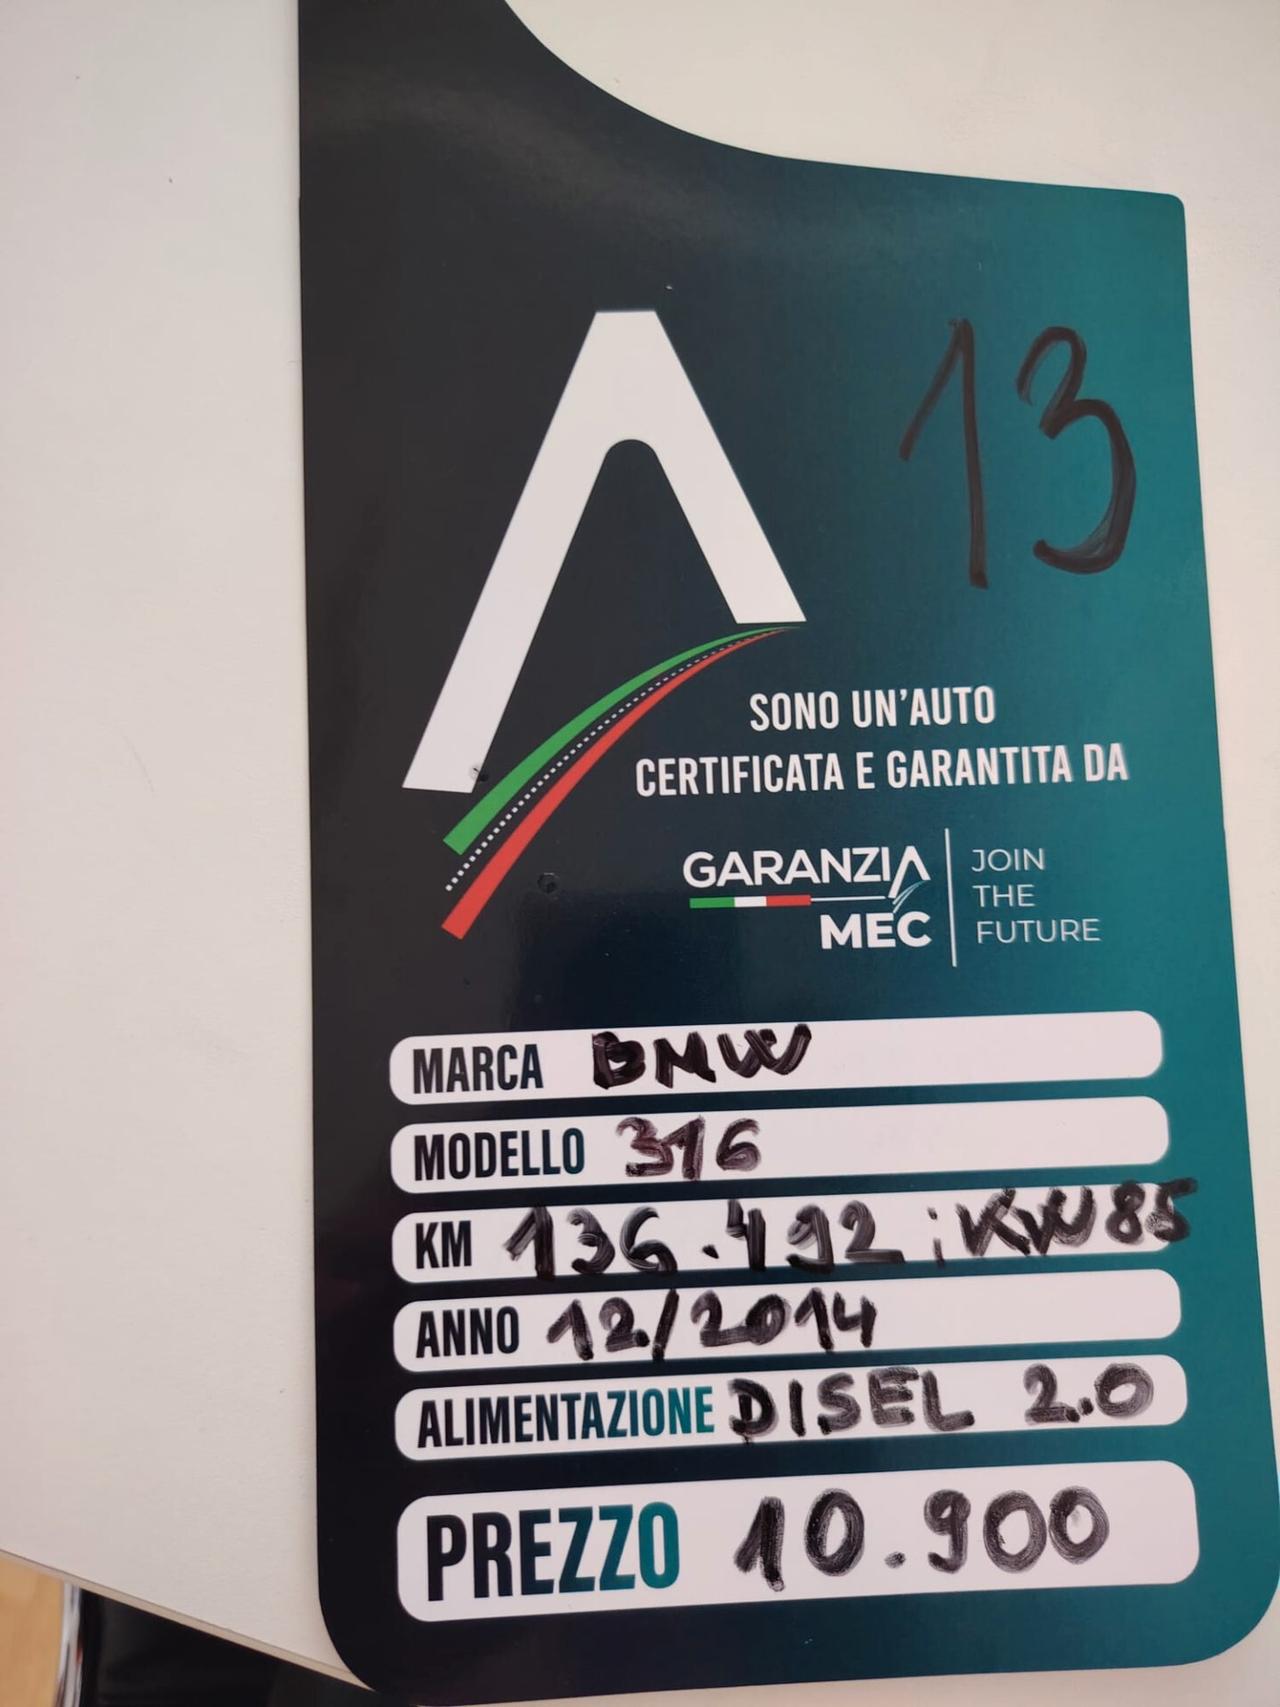 13
SONO UN'AUTO
CERTIFICATA E GARANTITA DA
GARANZIA
MEC
JOIN
THE
FUTURE
MARCA BMW
MODELLO 316
KM 136.492 ; KW85
ANNO 12/2014
ALIMENTAZIONE DISEL 2.0
PREZZO 10.900